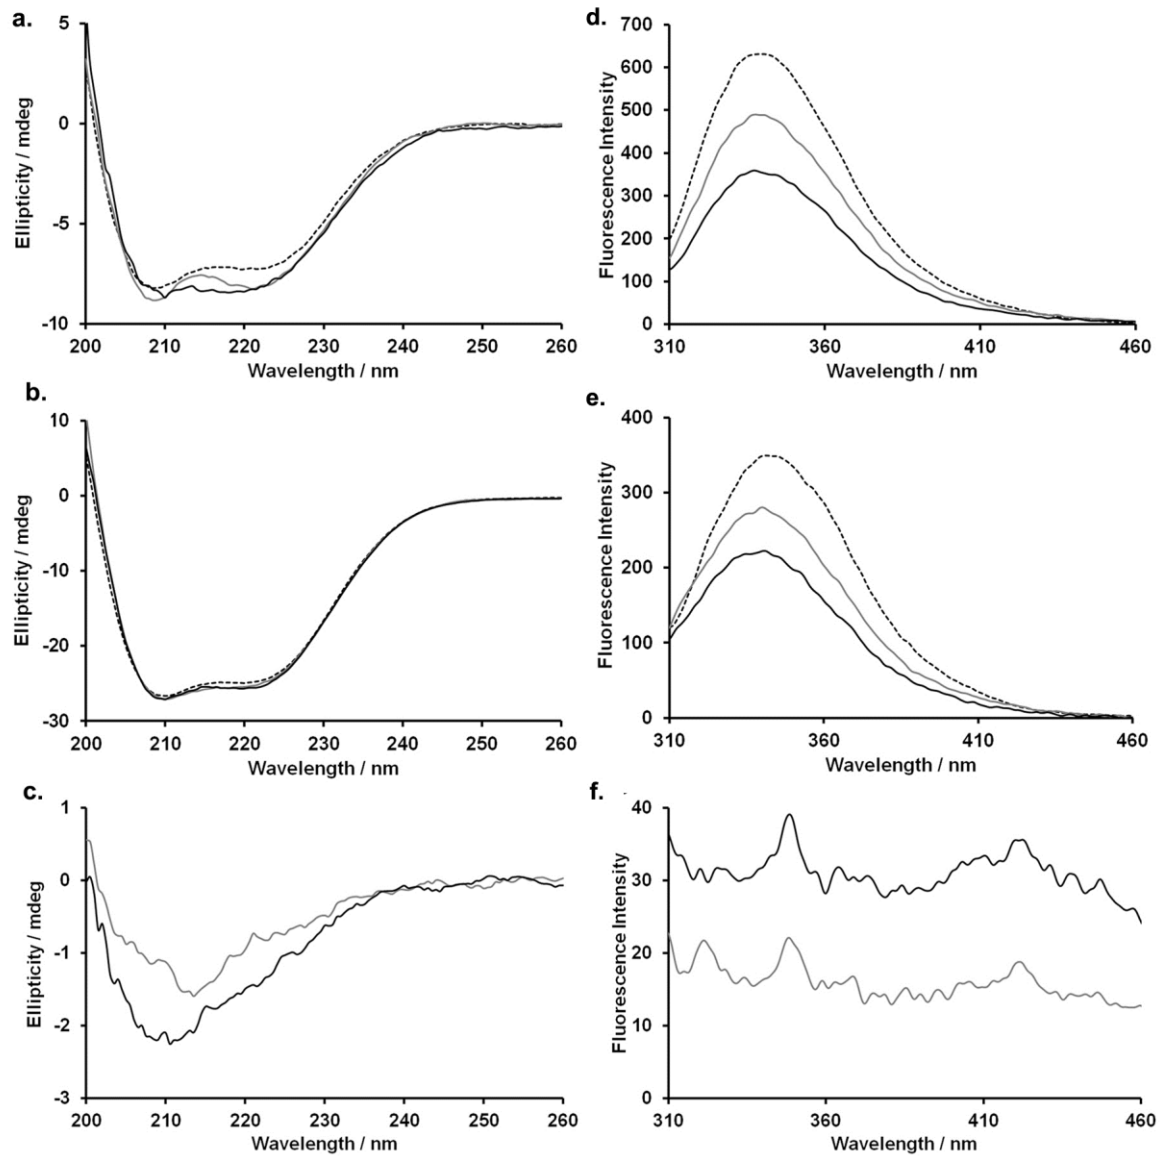 a.
5
0
-5
-10
Ellipticity / mdeg
200 210 220 230 240 250 260
Wavelength / nm
d.
700
600
500
400
300
200
100
0
Fluorescence Intensity
310 360 410 460
Wavelength / nm
b.
10
0
-10
-20
-30
Ellipticity / mdeg
200 210 220 230 240 250 260
Wavelength / nm
e.
400
300
200
100
0
Fluorescence Intensity
310 360 410 460
Wavelength / nm
c.
1
0
-1
-2
-3
Ellipticity / mdeg
200 210 220 230 240 250 260
Wavelength / nm
f.
40
30
20
10
0
Fluorescence Intensity
310 360 410 460
Wavelength / nm